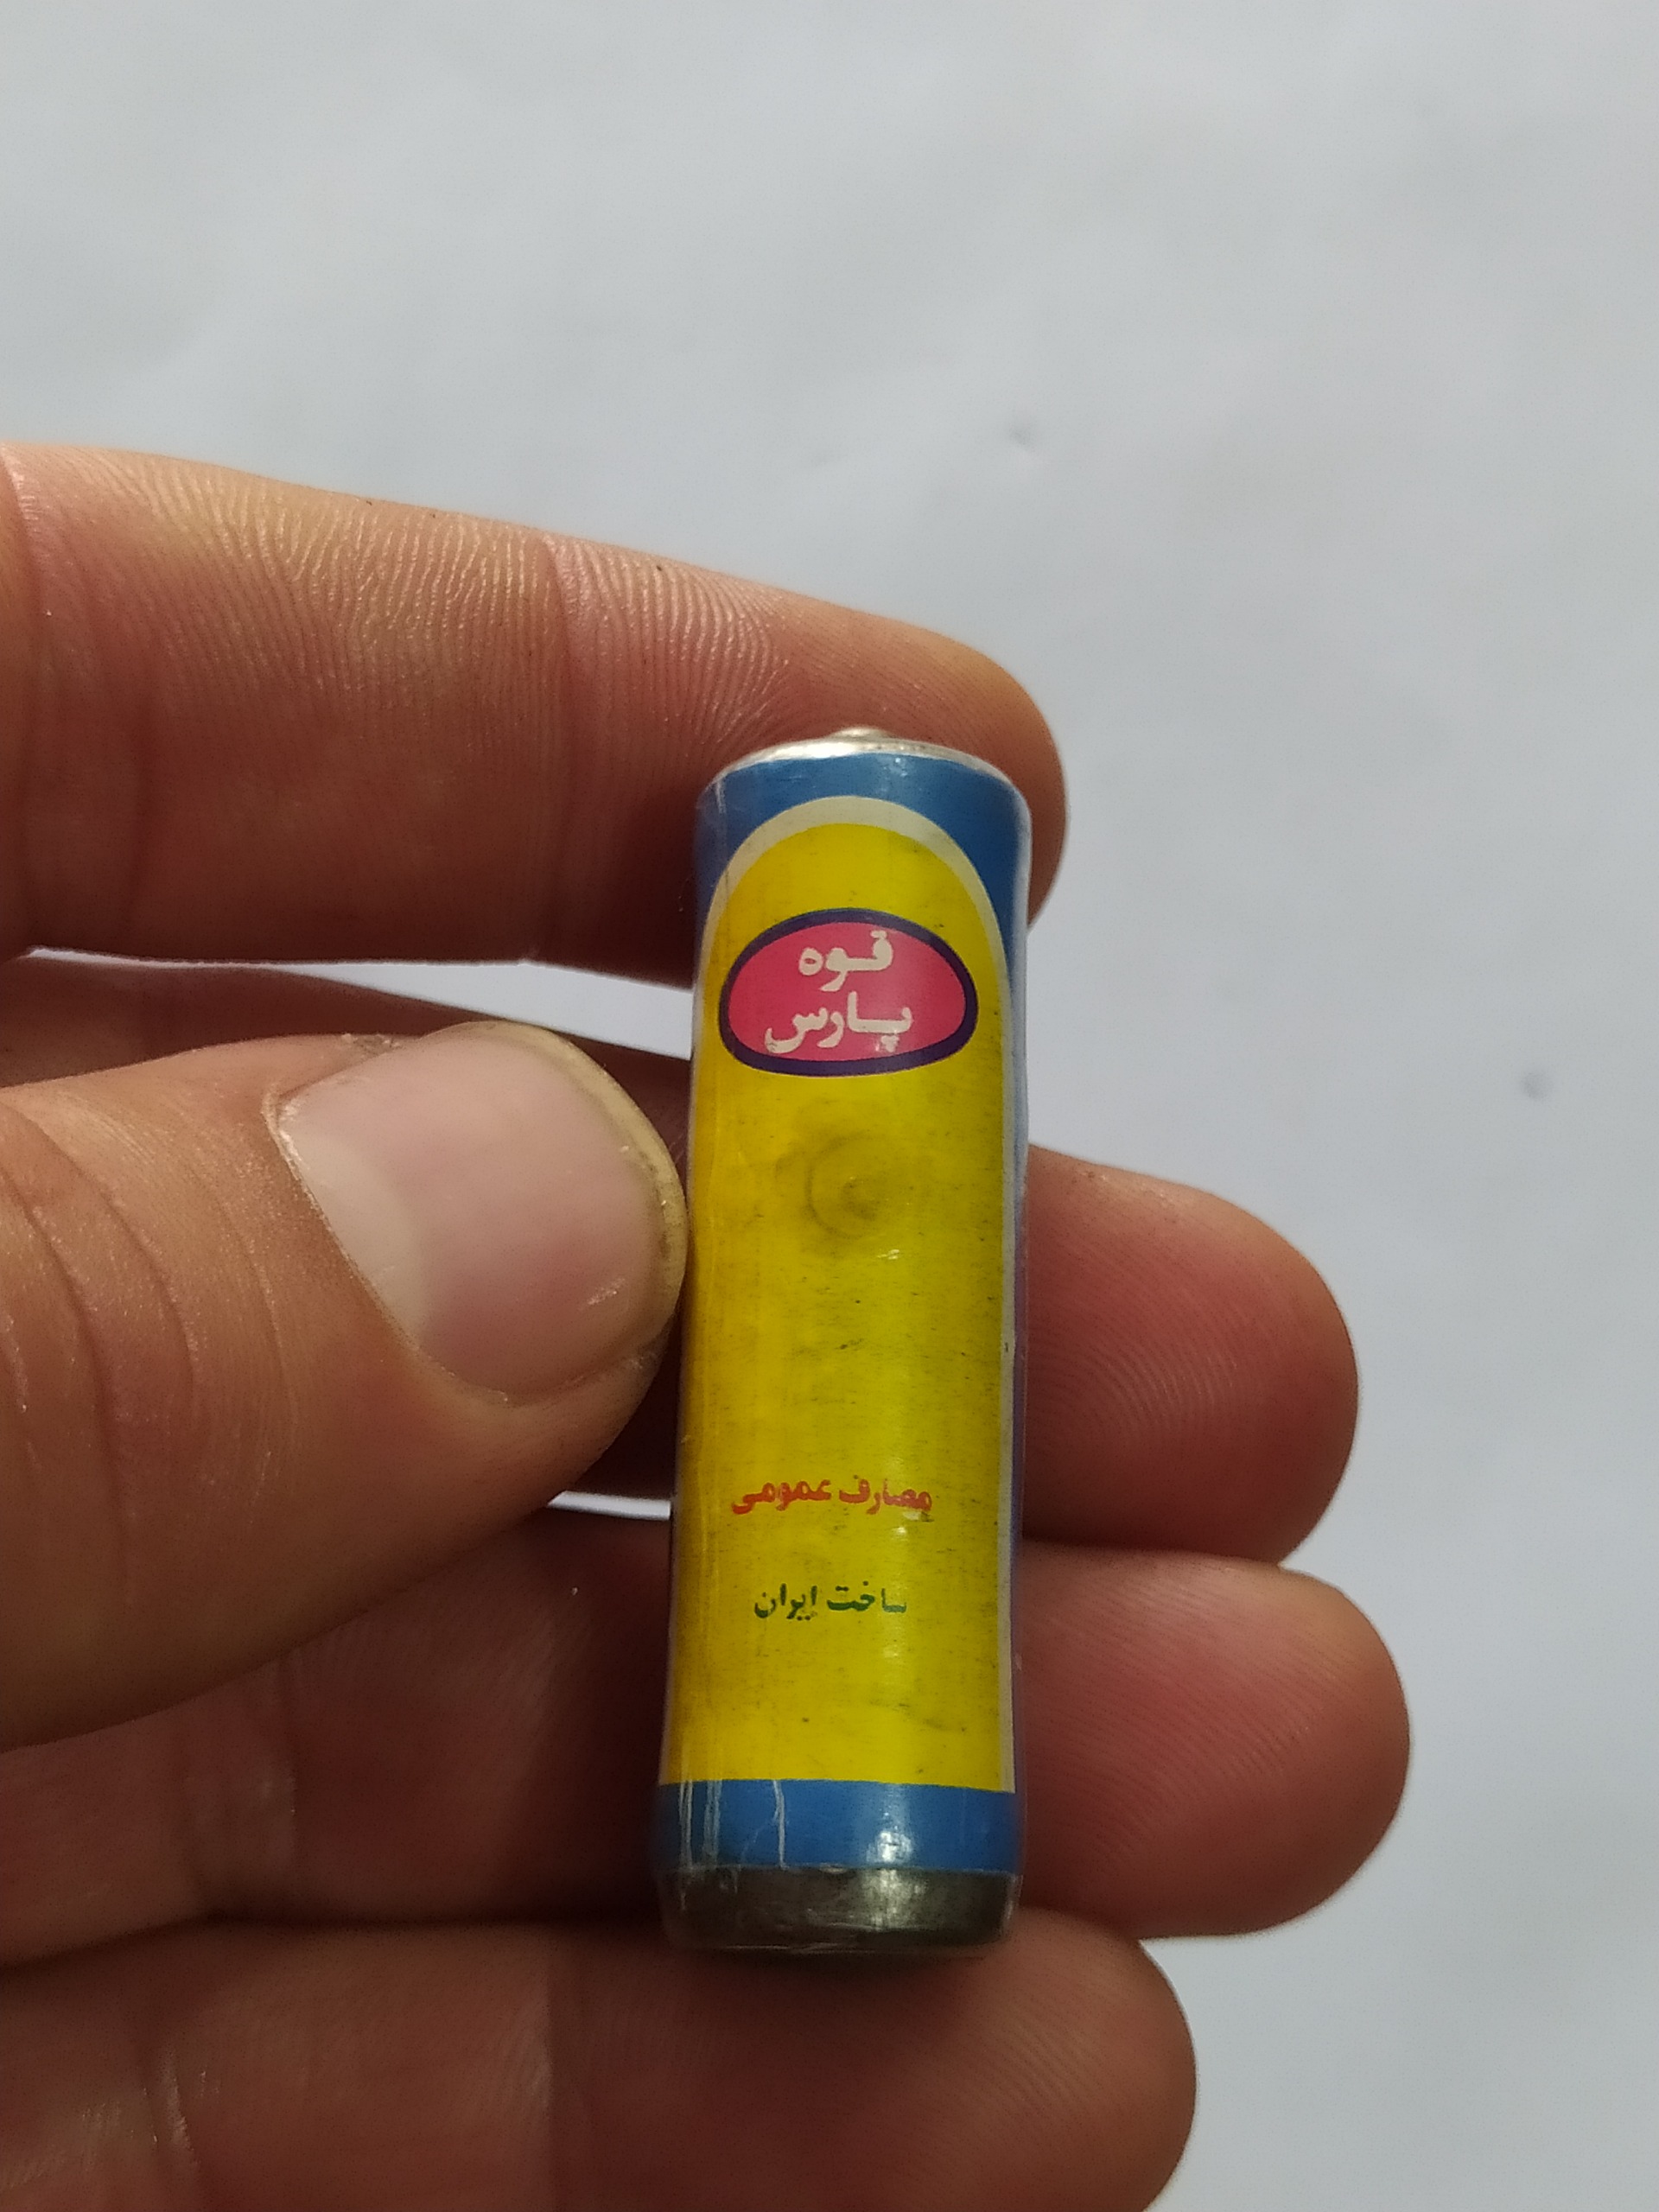 قوه
پارس
مصارف عمومی
ساخت ایران